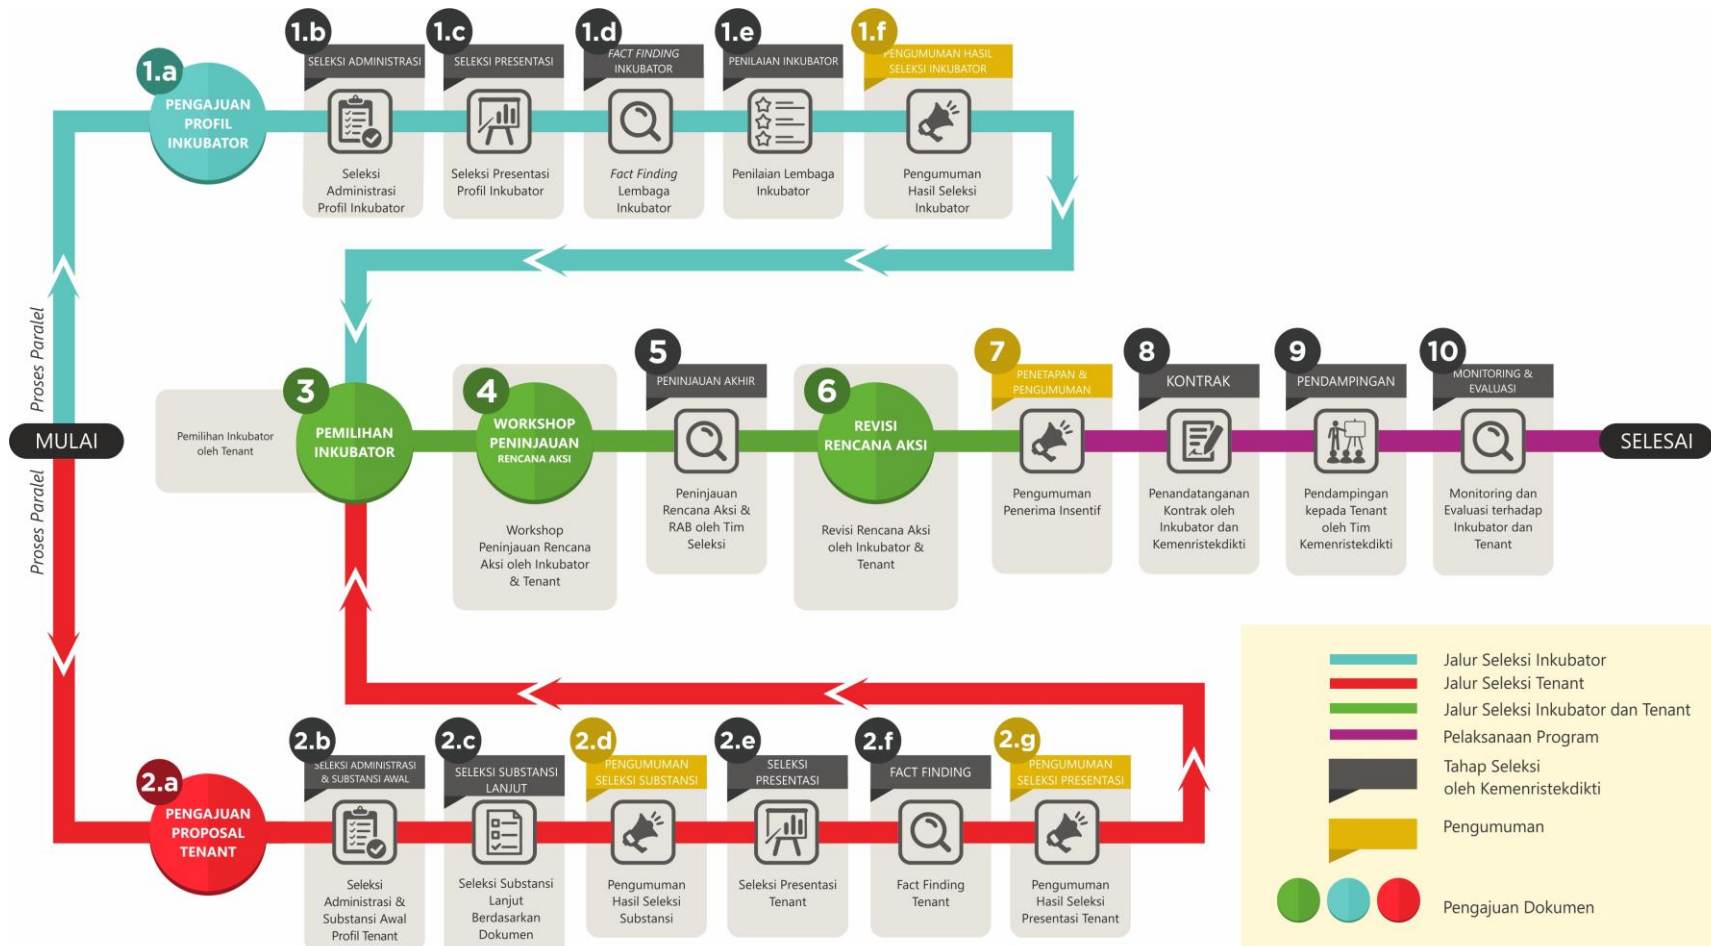 1.a
PENGAJUAN
PROFIL
INKUBATOR
1.b
SELEKSI ADMINISTRASI
Seleksi
Administrasi
Profil Inkubator
1.c
SELEKSI PRESENTASI
Seleksi Presentasi
Profil Inkubator
1.d
FACT FINDING
INKUBATOR
Fact Finding
Lembaga
Inkubator
1.e
PENILAIAN INKUBATOR
Penilaian Lembaga
Inkubator
1.f
PENGUMUMAN HASIL
SELEKSI INKUBATOR
Pengumuman
Hasil Seleksi
Inkubator
Proses Paralel
MULAI
Proses Paralel
Pemilihan Inkubator
oleh Tenant
3
PEMILIHAN
INKUBATOR
4
WORKSHOP
PENINJAUAN
RENCANA AKSI
Workshop
Peninjauan Rencana
Aksi oleh Inkubator
& Tenant
5
PENINJAUAN AKHIR
Peninjauan
Rencana Aksi &
RAB oleh Tim
Seleksi
6
REVISI
RENCANA AKSI
Revisi Rencana Aksi
oleh Inkubator &
Tenant
7
PENETAPAN &
PENGUMUMAN
Pengumuman
Penerima Insentif
8
KONTRAK
Penandatanganan
Kontrak oleh
Inkubator dan
Kemenristekdikti
9
PENDAMPINGAN
Pendampingan
kepada Tenant
oleh Tim
Kemenristekdikti
10
MONITORING &
EVALUASI
Monitoring dan
Evaluasi terhadap
Inkubator dan
Tenant
SELESAI
2.a
PENGAJUAN
PROPOSAL
TENANT
2.b
SELEKSI ADMINISTRASI
& SUBSTANSI AWAL
Seleksi
Administrasi &
Substansi Awal
Profil Tenant
2.c
SELEKSI SUBSTANSI
LANJUT
Seleksi Substansi
Lanjut
Berdasarkan
Dokumen
2.d
PENGUMUMAN
SELEKSI SUBSTANSI
Pengumuman
Hasil Seleksi
Substansi
2.e
SELEKSI
PRESENTASI
Seleksi Presentasi
Tenant
2.f
FACT FINDING
Fact Finding
Tenant
2.g
PENGUMUMAN
SELEKSI PRESENTASI
Pengumuman
Hasil Seleksi
Presentasi Tenant
Jalur Seleksi Inkubator
Jalur Seleksi Tenant
Jalur Seleksi Inkubator dan Tenant
Pelaksanaan Program
Tahap Seleksi
oleh Kemenristekdikti
Pengumuman
Pengajuan Dokumen